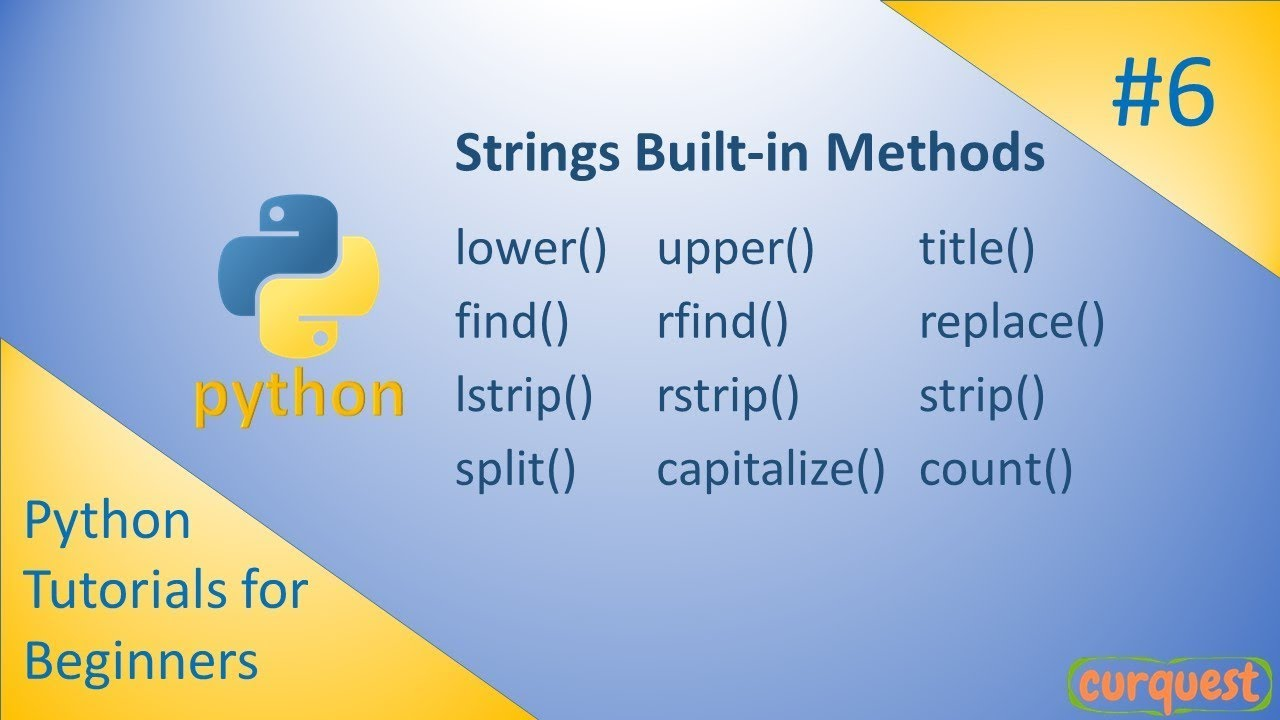 #6
Strings Built-in Methods
lower() upper() title()
find() rfind() replace()
lstrip() rstrip() strip()
split() capitalize() count()
python
Python
Tutorials for
Beginners
curquest